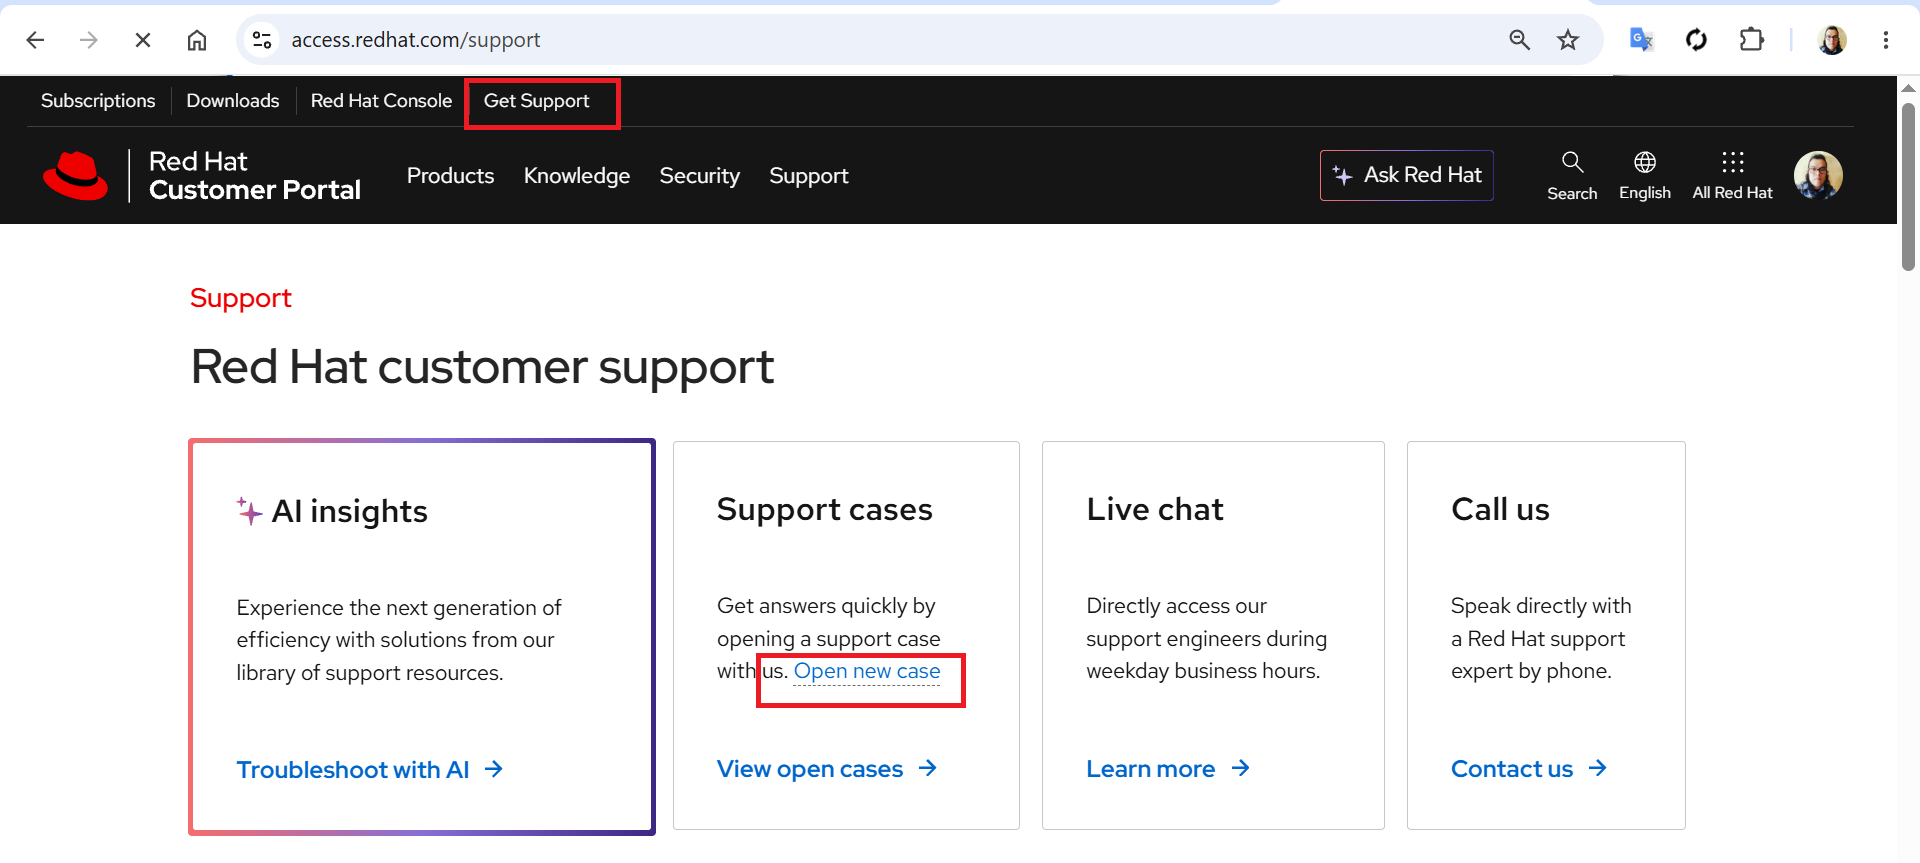 access.redhat.com/support
Subscriptions
Downloads
Red Hat Console
Get Support
Red Hat
Customer Portal
Products
Knowledge
Security
Support
Ask Red Hat
Search
English
All Red Hat
Support
Red Hat customer support
AI insights
Experience the next generation of
efficiency with solutions from our
library of support resources.
Troubleshoot with AI
Support cases
Get answers quickly by
opening a support case
with us. Open new case
View open cases
Live chat
Directly access our
support engineers during
weekday business hours.
Learn more
Call us
Speak directly with
a Red Hat support
expert by phone.
Contact us